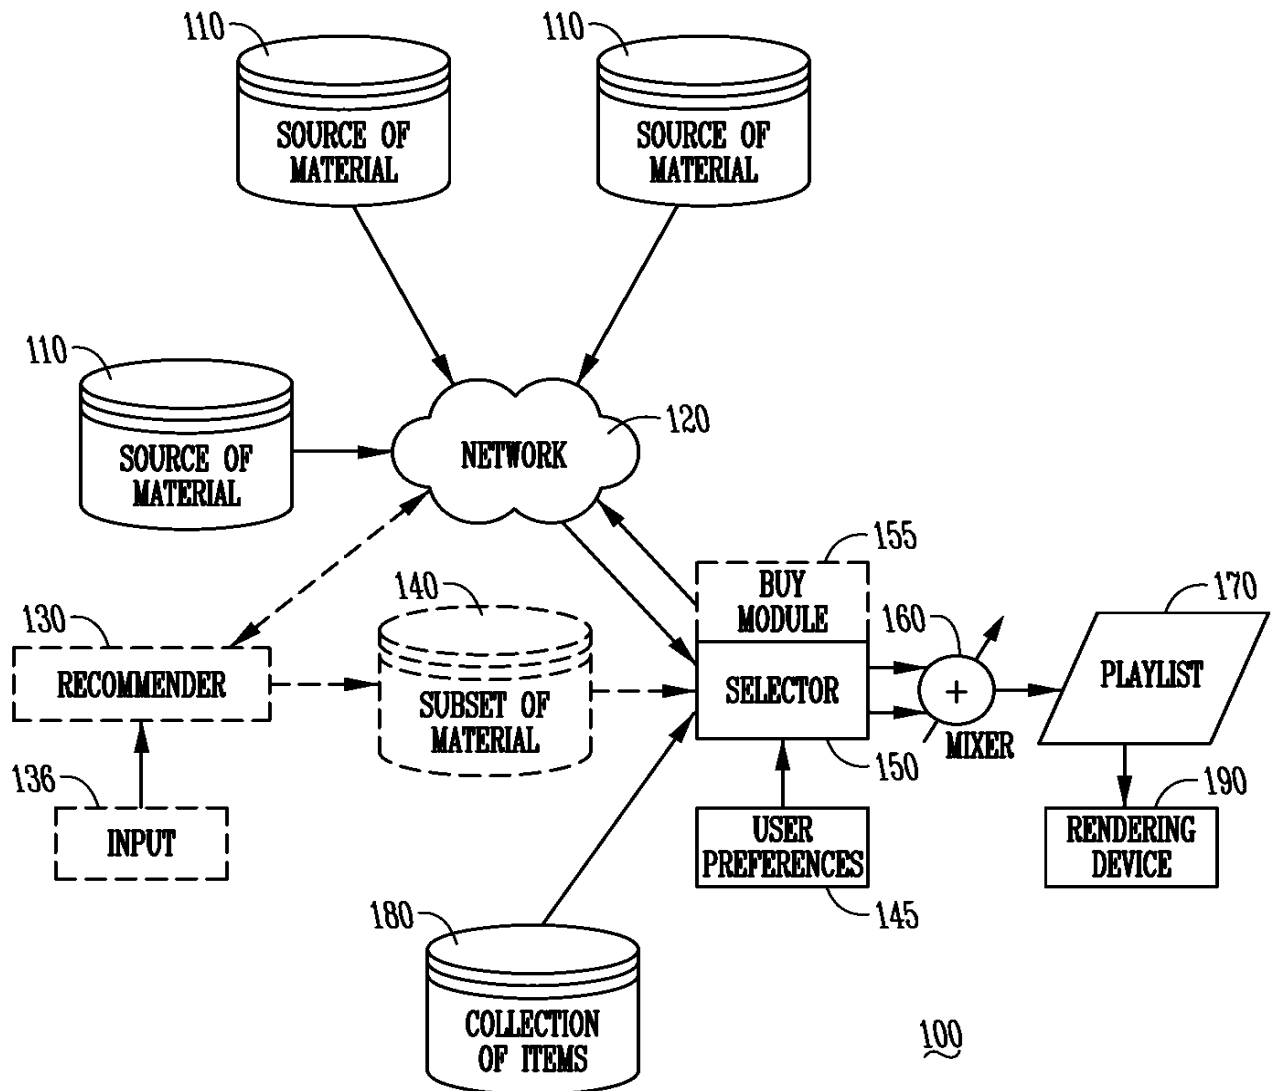 110
110
SOURCE OF
MATERIAL
SOURCE OF
MATERIAL
110
SOURCE OF
MATERIAL
NETWORK
120
155
BUY
MODULE
140
130
RECOMMENDER
SUBSET OF
MATERIAL
SELECTOR
160
+
MIXER
170
PLAYLIST
150
136
INPUT
USER
PREFERENCES
145
190
RENDERING
DEVICE
180
COLLECTION
OF ITEMS
100